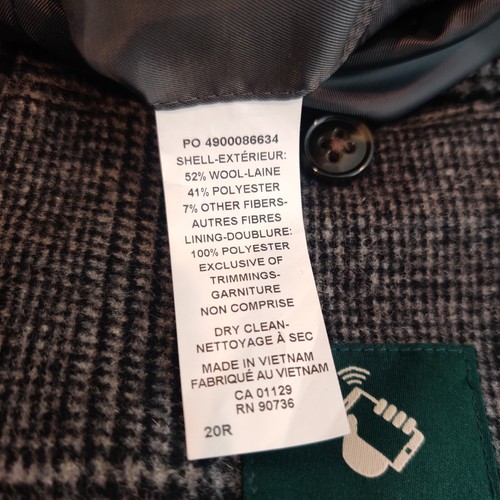 PO 4900086634
SHELL-EXTÉRIEUR:
52% WOOL-LAINE
41% POLYESTER
7% OTHER FIBERS-
AUTRES FIBRES
LINING-DOUBLURE:
100% POLYESTER
EXCLUSIVE OF
TRIMMINGS-
GARNITURE
NON COMPRISE
DRY CLEAN-
NETTOYAGE À SEC
MADE IN VIETNAM
FABRIQUÉ AU VIETNAM
CA 01129
RN 90736
20R